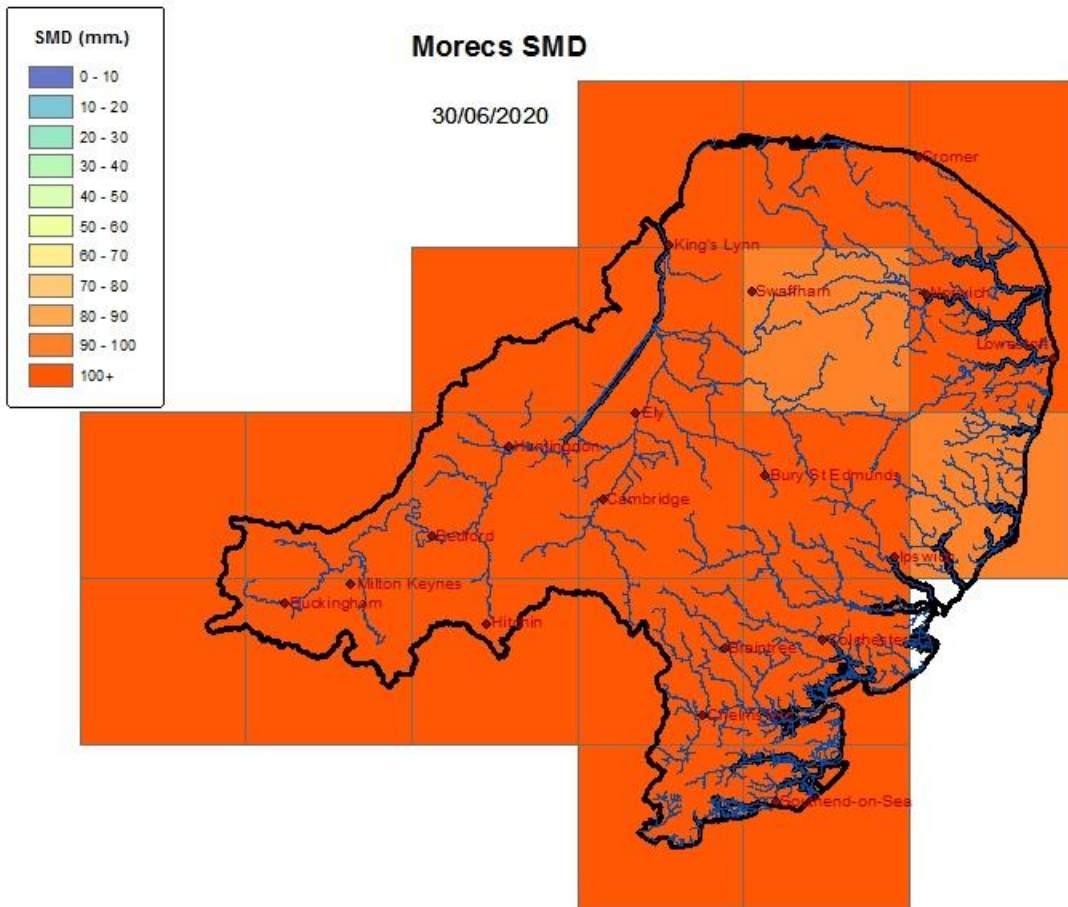 SMD (mm.)
0 - 10
10 - 20
20 - 30
30 - 40
40 - 50
50 - 60
60 - 70
70 - 80
80 - 90
90 - 100
100+
Morecs SMD
30/06/2020
Cromer
King's Lynn
Swaffham
Norwich
Lowestoft
Ely
Huntingdon
Bury St Edmunds
Cambridge
Bedford
Ipswich
Milton Keynes
Buckingham
Hitchin
Colchester
Braintree
Southend-on-Sea